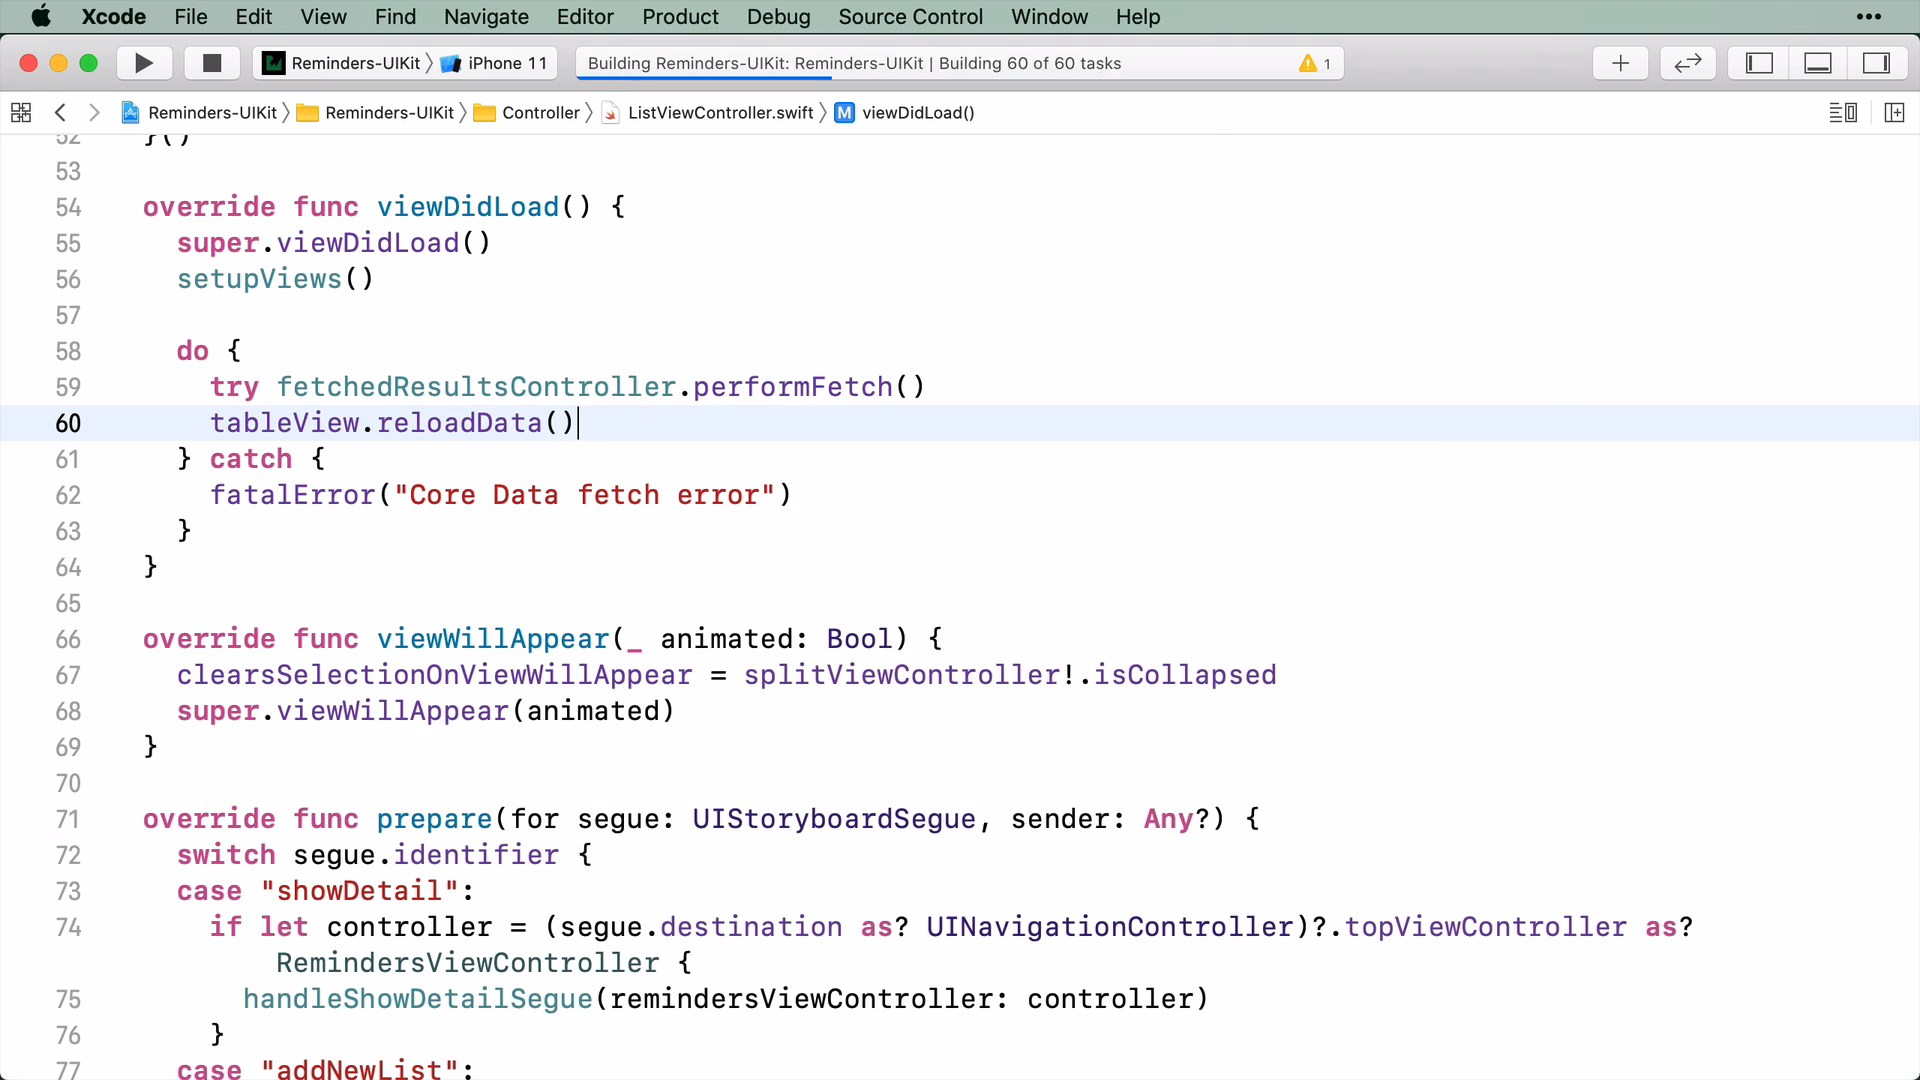 Xcode File Edit View Find Navigate Editor Product Debug Source Control Window Help
Reminders-UIKit iPhone 11 Building Reminders-UIKit: Reminders-UIKit | Building 60 of 60 tasks 1
Reminders-UIKit Reminders-UIKit Controller ListViewController.swift M viewDidLoad()
52 }()
53
54 override func viewDidLoad() {
55 super.viewDidLoad()
56 setupViews()
57
58 do {
59 try fetchedResultsController.performFetch()
60 tableView.reloadData()
61 } catch {
62 fatalError("Core Data fetch error")
63 }
64 }
65
66 override func viewWillAppear(_ animated: Bool) {
67 clearsSelectionOnViewWillAppear = splitViewController!.isCollapsed
68 super.viewWillAppear(animated)
69 }
70
71 override func prepare(for segue: UIStoryboardSegue, sender: Any?) {
72 switch segue.identifier {
73 case "showDetail":
74 if let controller = (segue.destination as? UINavigationController)?.topViewController as?
RemindersViewController {
75 handleShowDetailSegue(remindersViewController: controller)
76 }
77 case "addNewList":